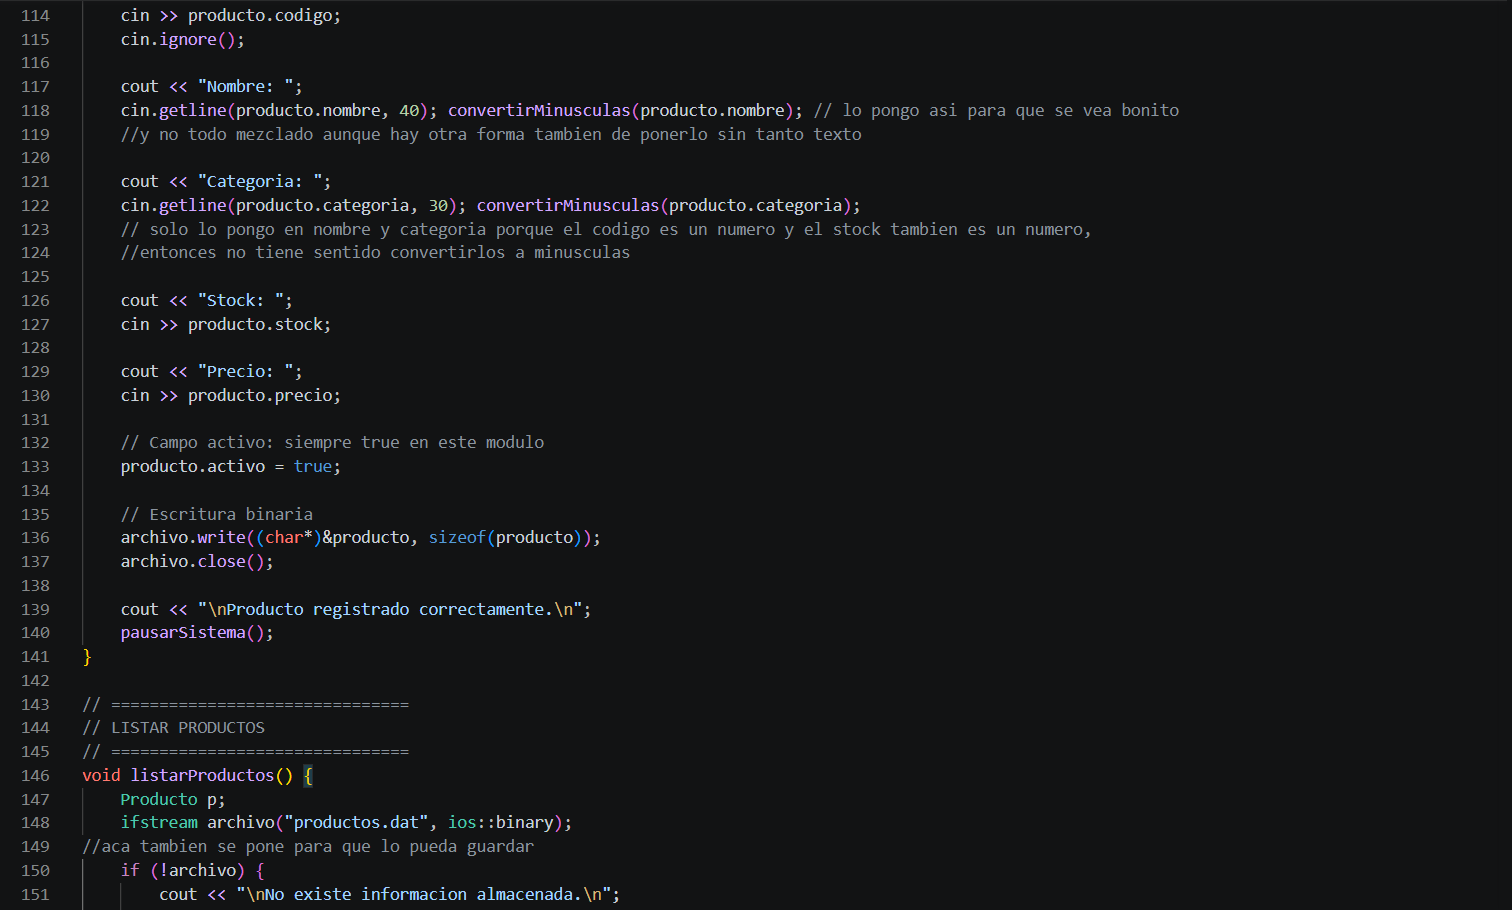 114 cin >> producto.codigo;
115 cin.ignore();
116
117 cout << "Nombre: ";
118 cin.getline(producto.nombre, 40); convertirMinusculas(producto.nombre); // lo pongo asi para que se vea bonito
119 //y no todo mezclado aunque hay otra forma tambien de ponerlo sin tanto texto
120
121 cout << "Categoria: ";
122 cin.getline(producto.categoria, 30); convertirMinusculas(producto.categoria);
123 // solo lo pongo en nombre y categoria porque el codigo es un numero y el stock tambien es un numero,
124 //entonces no tiene sentido convertirlos a minusculas
125
126 cout << "Stock: ";
127 cin >> producto.stock;
128
129 cout << "Precio: ";
130 cin >> producto.precio;
131
132 // Campo activo: siempre true en este modulo
133 producto.activo = true;
134
135 // Escritura binaria
136 archivo.write((char*)&producto, sizeof(producto));
137 archivo.close();
138
139 cout << "\nProducto registrado correctamente.\n";
140 pausarSistema();
141 }
142
143 // ===============================
144 // LISTAR PRODUCTOS
145 // ===============================
146 void listarProductos() {
147 Producto p;
148 ifstream archivo("productos.dat", ios::binary);
149 //aca tambien se pone para que lo pueda guardar
150 if (!archivo) {
151 cout << "\nNo existe informacion almacenada.\n";